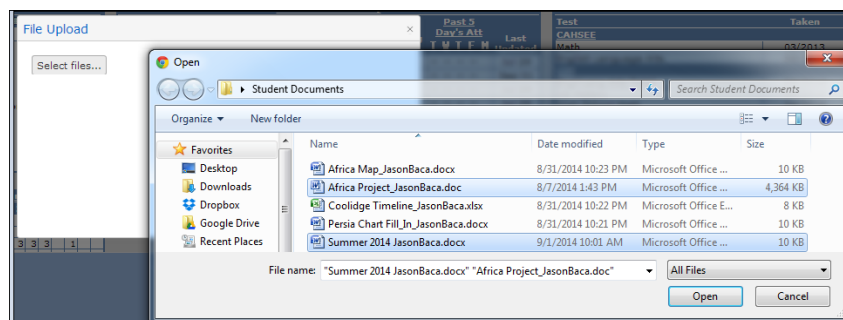 File Upload
×
Select files...
Past 5
Day's Att
T W T F M
Last
Updated
Test
Taken
CAHSEE
Math
03/2013
Open
Student Documents
Search Student Documents
Organize
New folder
Favorites
Desktop
Downloads
Dropbox
Google Drive
Recent Places
Name
Date modified
Type
Size
Africa Map_JasonBaca.docx 8/31/2014 10:23 PM Microsoft Office ... 10 KB
Africa Project_JasonBaca.doc 8/7/2014 1:43 PM Microsoft Office ... 4,364 KB
Coolidge Timeline_JasonBaca.xlsx 8/31/2014 10:22 PM Microsoft Office E... 8 KB
Persia Chart Fill_In_JasonBaca.docx 8/31/2014 10:21 PM Microsoft Office ... 10 KB
Summer 2014 JasonBaca.docx 9/1/2014 10:01 AM Microsoft Office ... 10 KB
3 3 3 1
File name: "Summer 2014 JasonBaca.docx" "Africa Project_JasonBaca.doc"
All Files
Open
Cancel